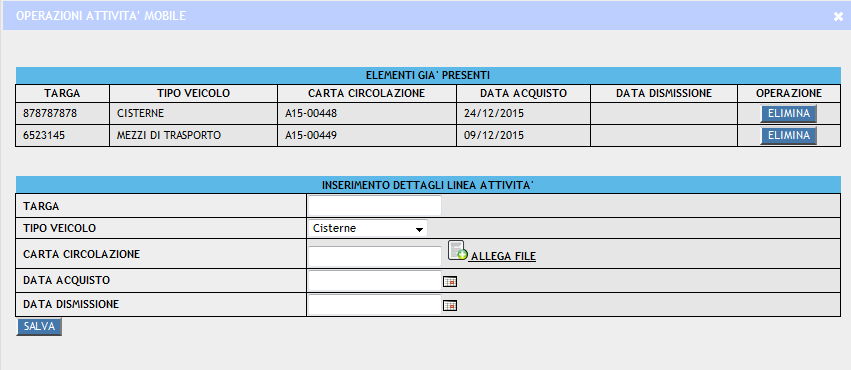 OPERAZIONI ATTIVITA' MOBILE
ELEMENTI GIA' PRESENTI
TARGA TIPO VEICOLO CARTA CIRCOLAZIONE DATA ACQUISTO DATA DISMISSIONE OPERAZIONE
878787878 CISTERNE A15-00448 24/12/2015 ELIMINA
6523145 MEZZI DI TRASPORTO A15-00449 09/12/2015 ELIMINA
INSERIMENTO DETTAGLI LINEA ATTIVITA'
TARGA
TIPO VEICOLO Cisterne
CARTA CIRCOLAZIONE ALLEGA FILE
DATA ACQUISTO
DATA DISMISSIONE
SALVA